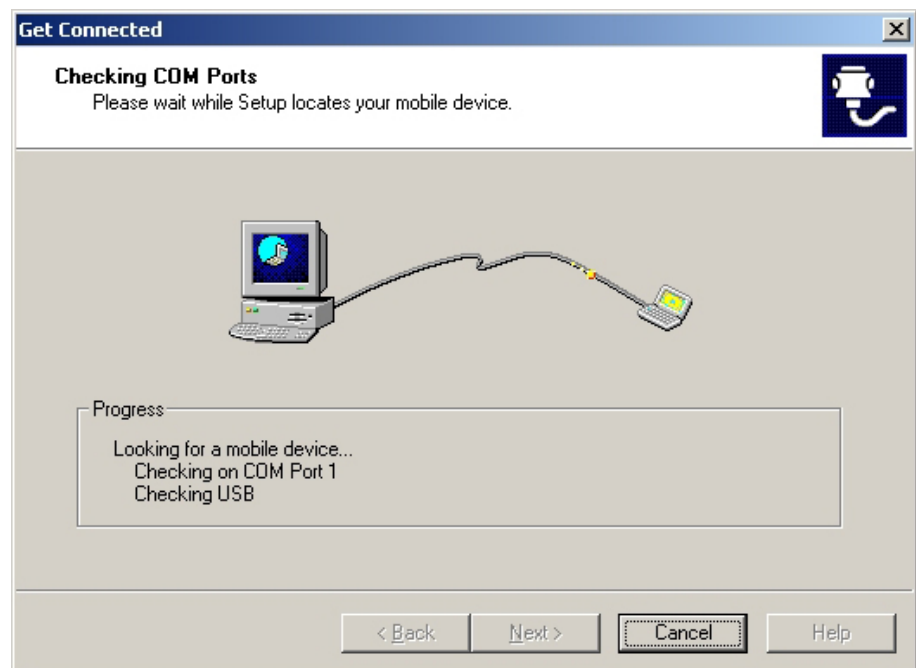 Get Connected
Checking COM Ports
Please wait while Setup locates your mobile device.
Progress
Looking for a mobile device...
Checking on COM Port 1
Checking USB
< Back Next > Cancel Help